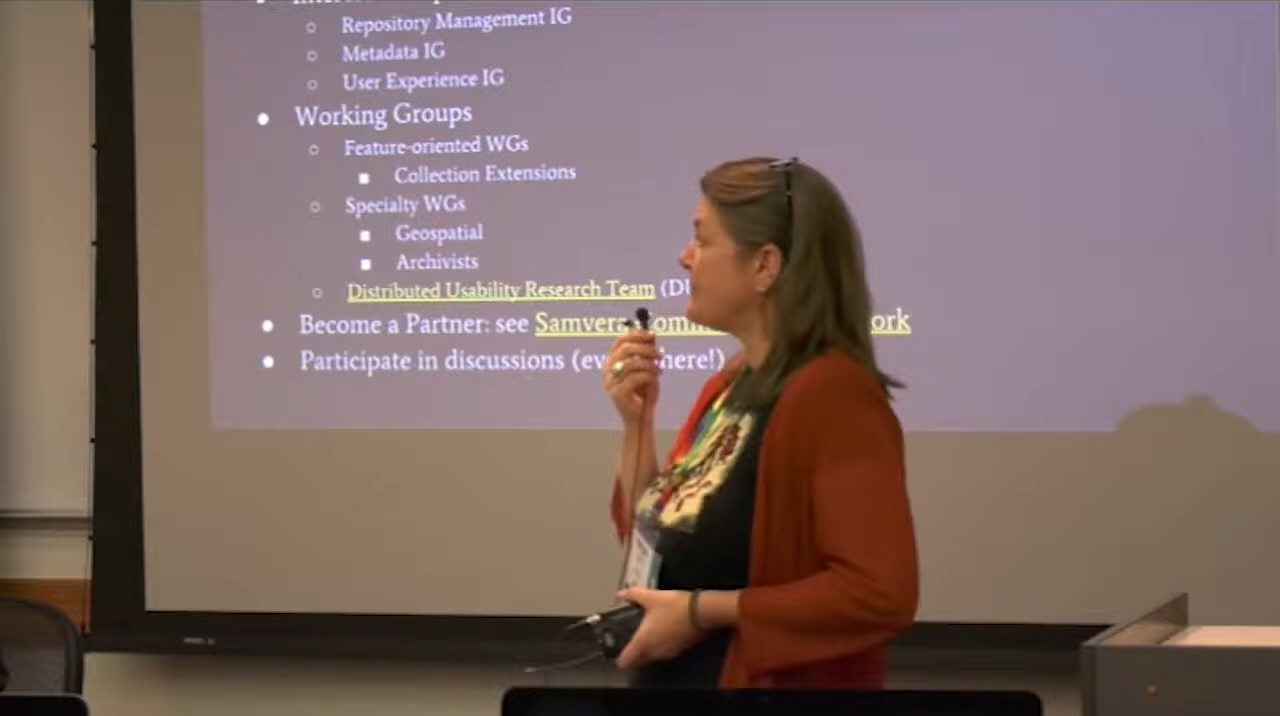 Repository Management IG
Metadata IG
User Experience IG
Working Groups
Feature-oriented WGs
Collection Extensions
Specialty WGs
Geospatial
Archivists
Distributed Usability Research Team
Become a Partner: see
Participate in discussions